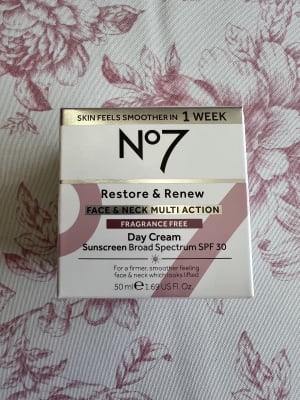 SKIN FEELS SMOOTHER IN 1 WEEK
No7
Restore & Renew
FACE & NECK MULTI ACTION
FRAGRANCE FREE
Day Cream
Sunscreen Broad Spectrum SPF 30
For a firmer, smoother feeling
face & neck which looks lifted
50 ml ℮ 1.69 US Fl. Oz.